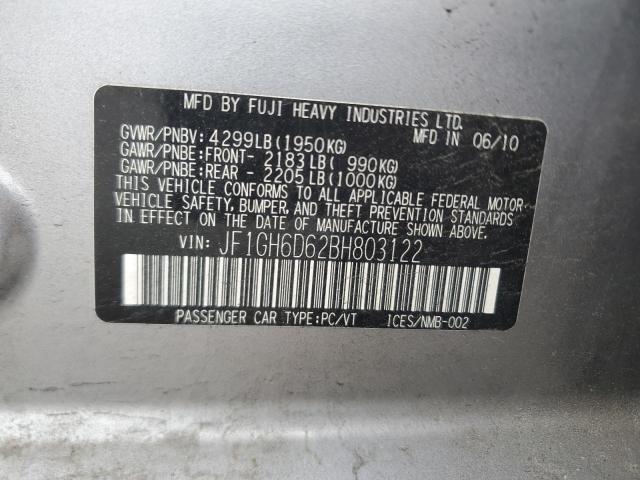 MFD BY FUJI HEAVY INDUSTRIES LTD.
GVWR/PNBV: 4299LB(1950KG) MFD IN 06/10
GAWR/PNBE:FRONT- 2183LB( 990KG)
GAWR/PNBE:REAR - 2205LB(1000KG)
THIS VEHICLE CONFORMS TO ALL APPLICABLE FEDERAL MOTOR
VEHICLE SAFETY, BUMPER, AND THEFT PREVENTION STANDARDS
IN EFFECT ON THE DATE OF MANUFACTURE SHOWN ABOVE.
VIN: JF1GH6D62BH803122
PASSENGER CAR TYPE:PC/VT ICES/NMB-002